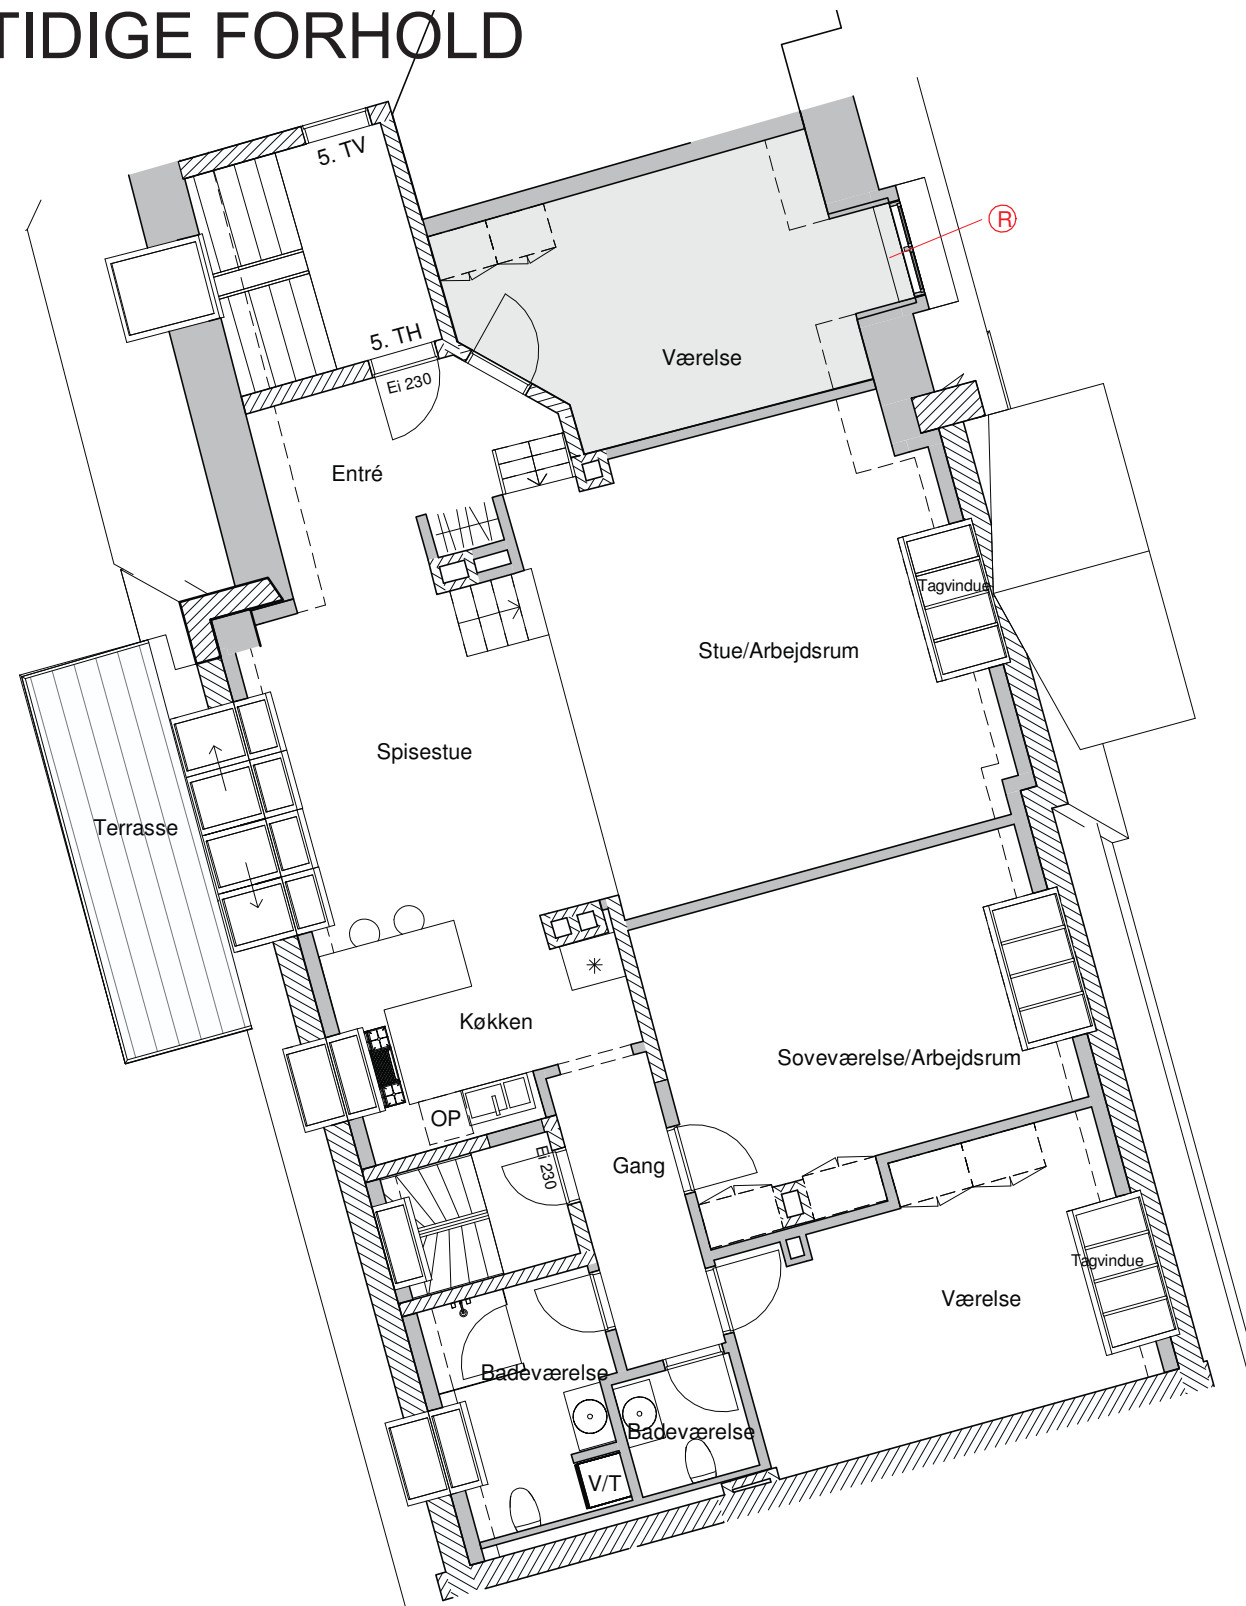 TIDIGE FORHOLD
5. TV
R
5. TH
Ei 230
Værelse
Entré
Tagvindue
Stue/Arbejdsrum
Spisestue
Terrasse
Køkken
Soveværelse/Arbejdsrum
OP
Ei 230
Gang
Tagvindue
Værelse
Badeværelse
Badeværelse
V/T